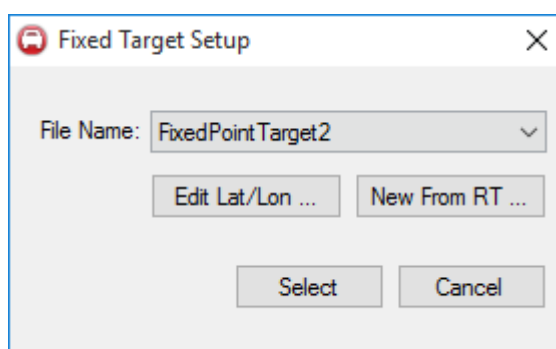 Fixed Target Setup
File Name: FixedPointTarget2
Edit Lat/Lon ... New From RT ...
Select Cancel